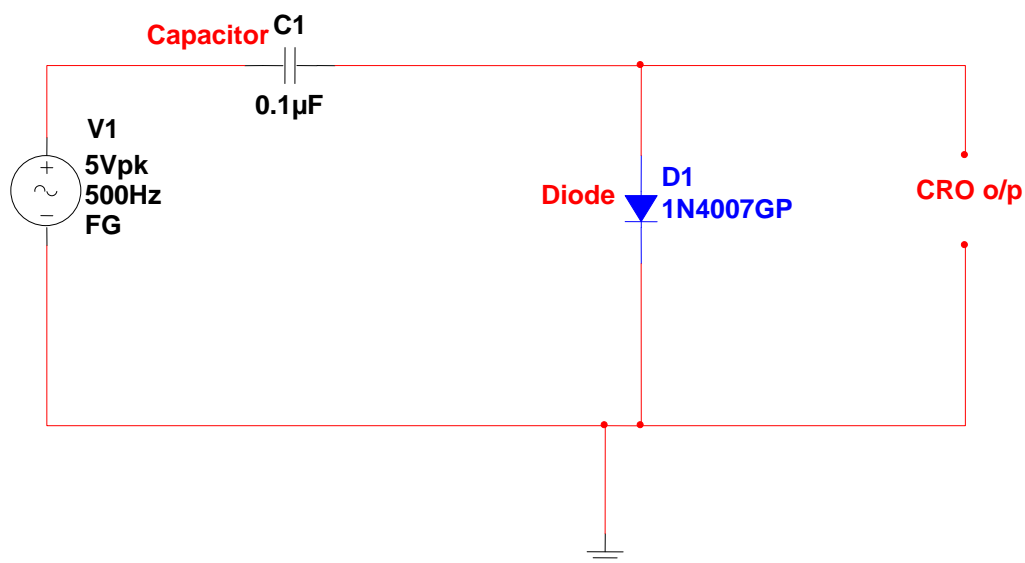 Capacitor C1
0.1µF
V1
5Vpk
500Hz
FG
Diode
D1
1N4007GP
CRO o/p